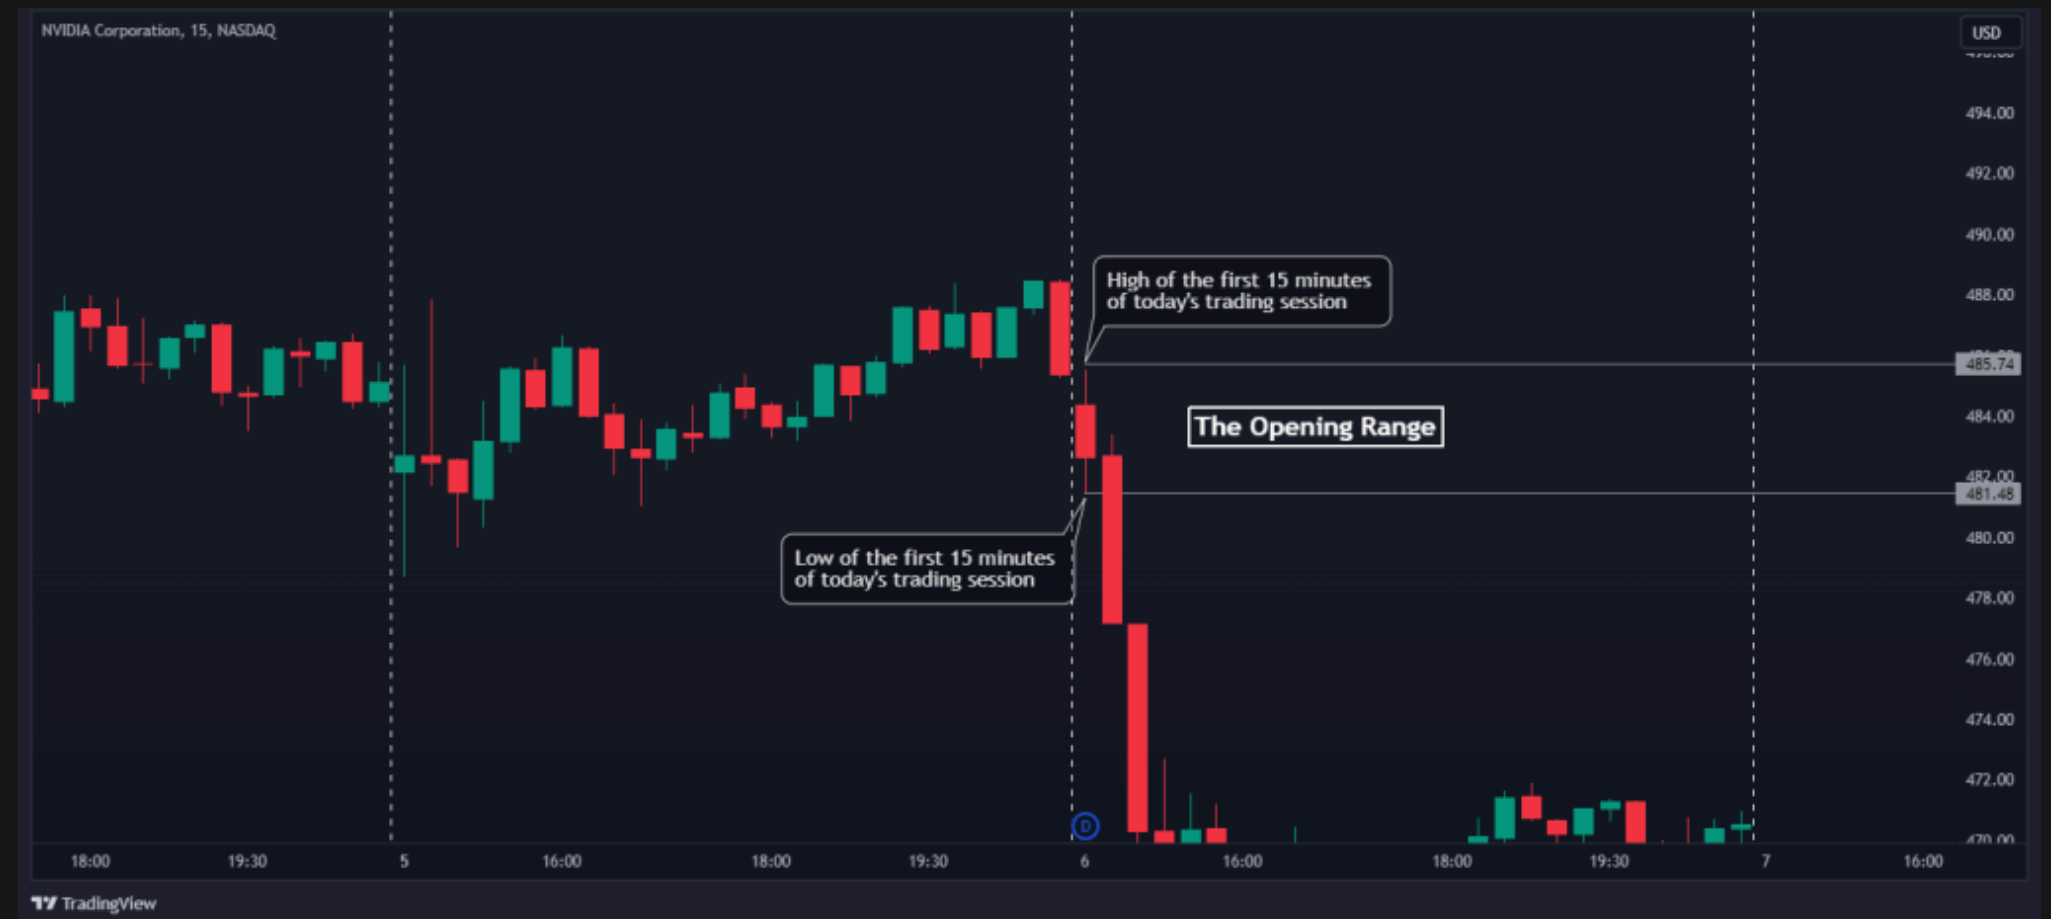 NVIDIA Corporation, 15, NASDAQ
USD
494.00
492.00
490.00
High of the first 15 minutes
of today's trading session
488.00
485.74
The Opening Range
484.00
482.00
481.48
480.00
Low of the first 15 minutes
of today's trading session
478.00
476.00
474.00
472.00
D
470.00
18:00 19:30 5 16:00 18:00 19:30 6 16:00 18:00 19:30 7 16:00
TradingView